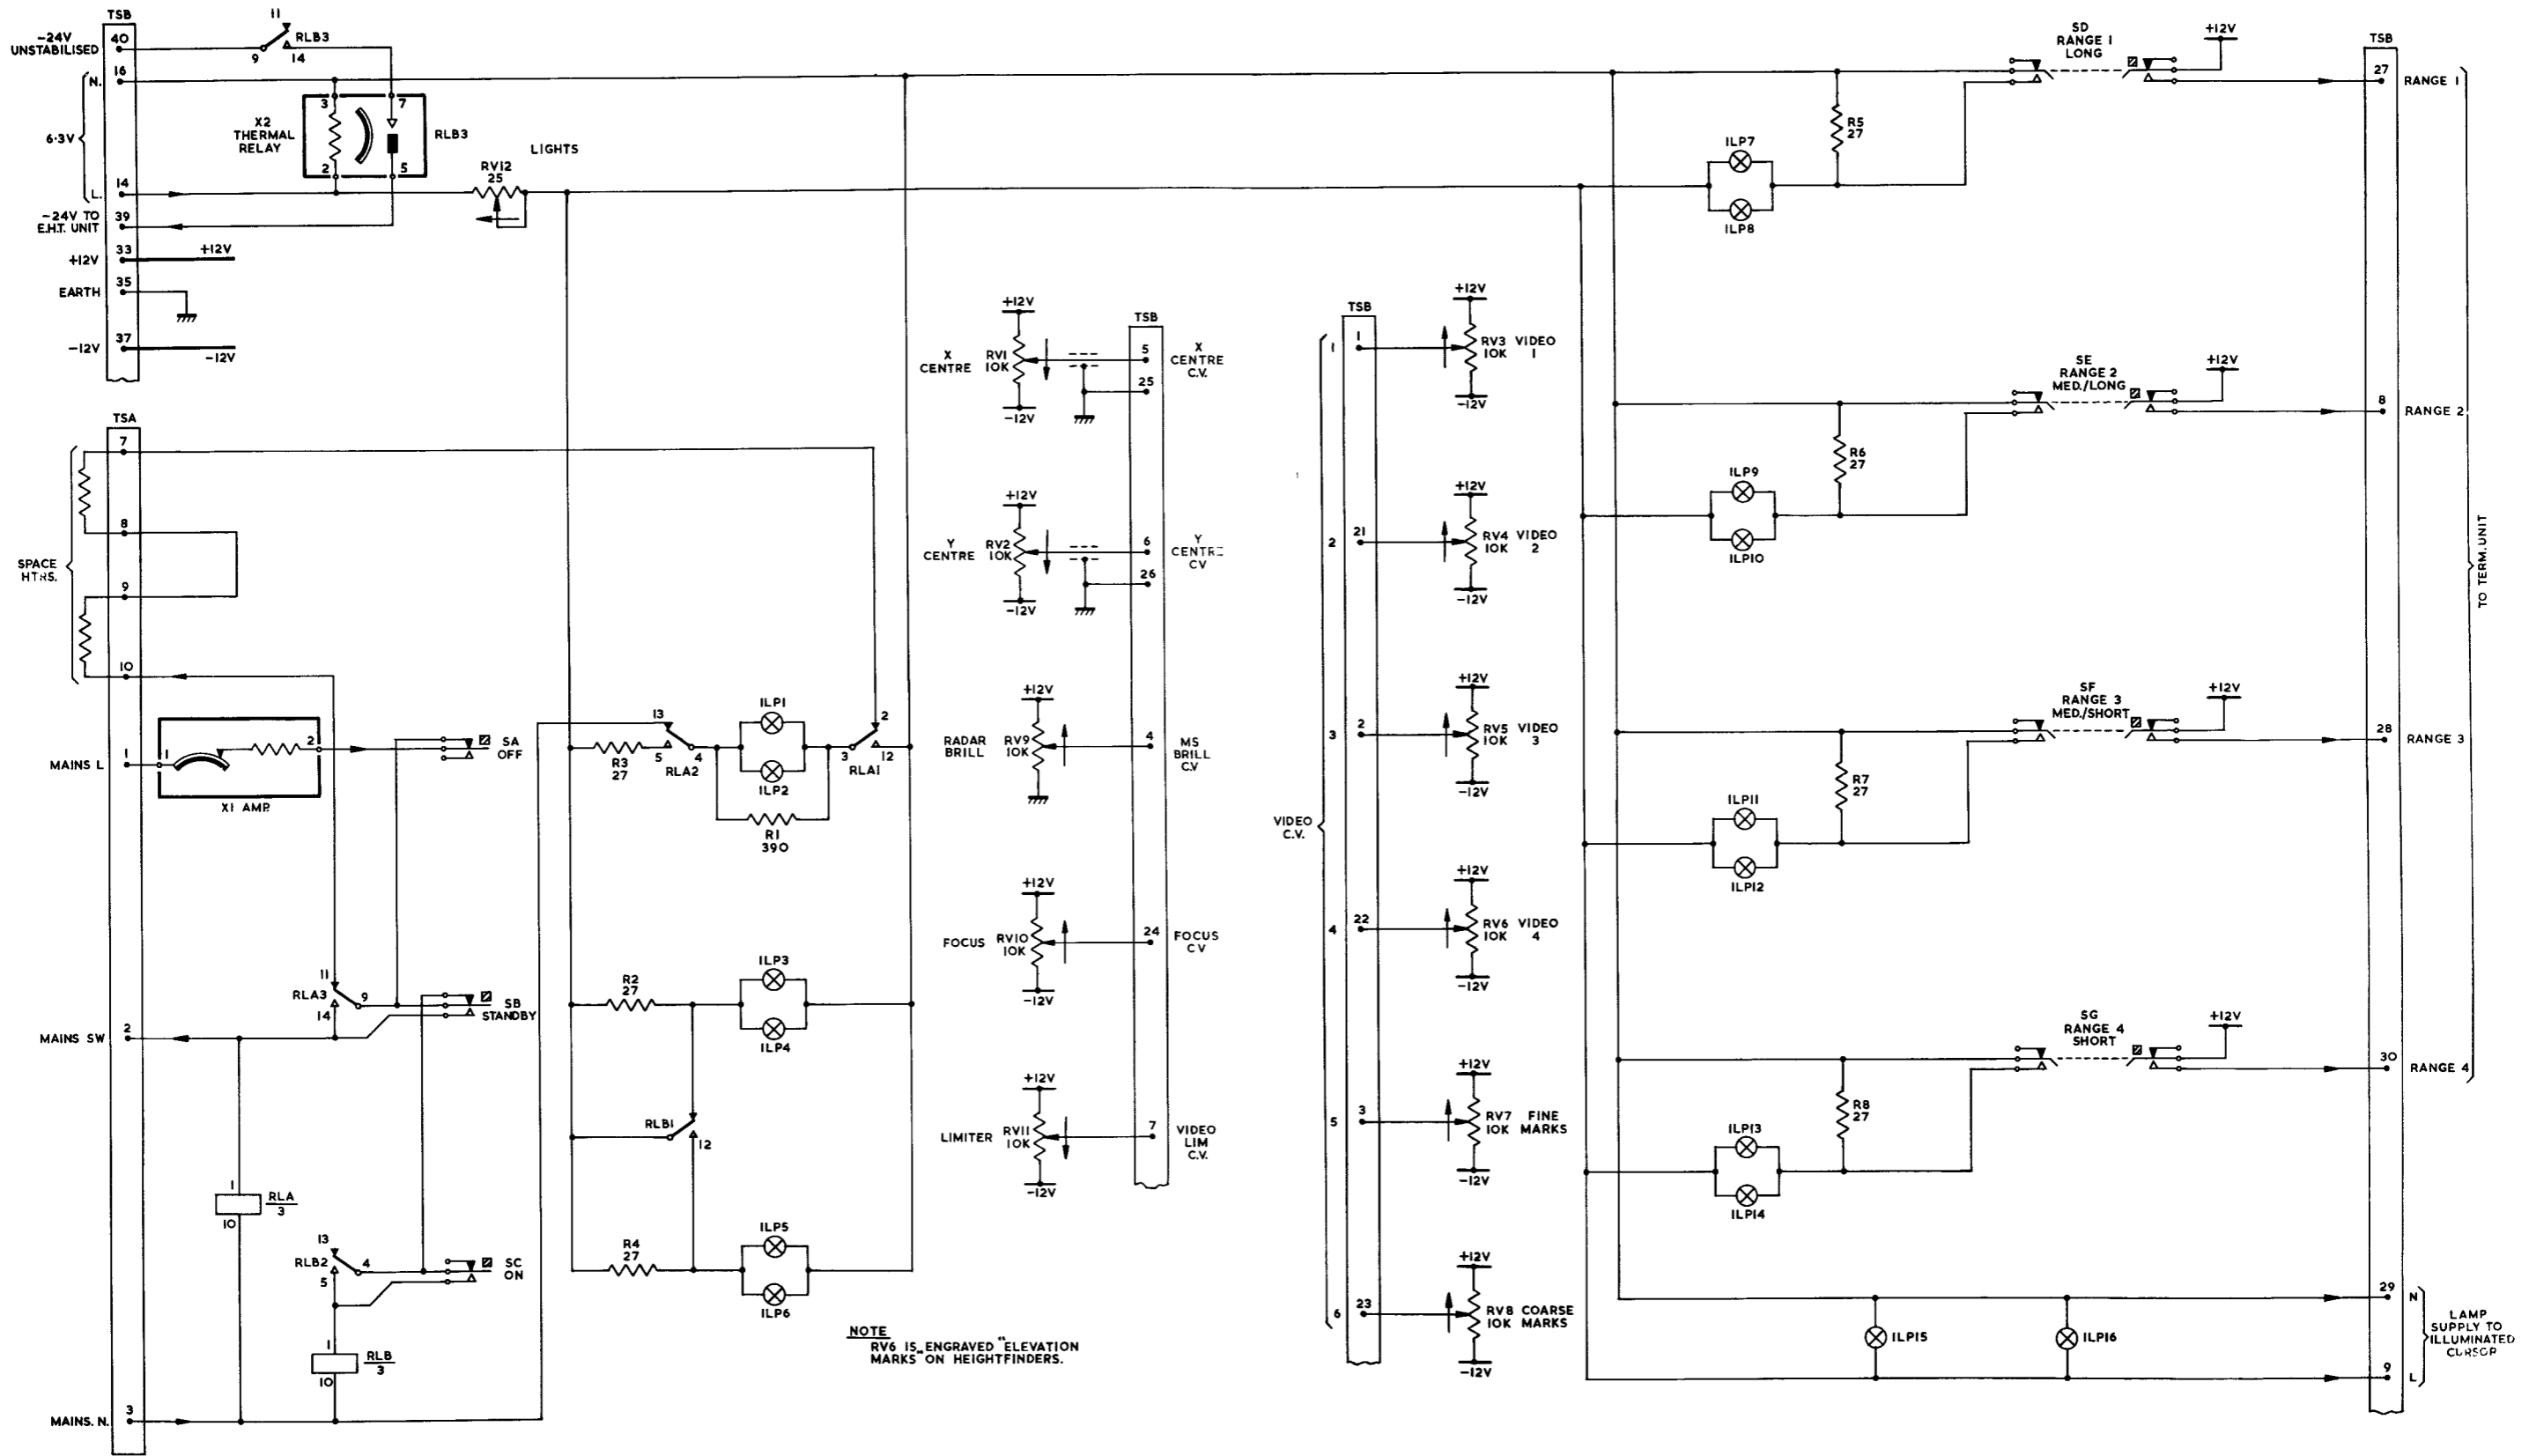 TSB
-24V
UNSTABILISED
40
11
RLB3
9
14
16
N.
6·3V
X2
THERMAL
RELAY
3
7
2
5
RLB3
LIGHTS
RV12
25
14
L.
-24V TO
E.H.T. UNIT
39
33
+12V
+12V
EARTH
35
37
-12V
-12V
TSA
7
8
SPACE
HTRS.
9
10
MAINS L
1
1
2
X1 AMP.
SA
OFF
11
RLA3
9
14
SB
STANDBY
MAINS SW
2
1
RLA
3
10
13
RLB2
4
5
SC
ON
1
RLB
3
10
MAINS. N.
3
13
R3
27
5
4
RLA2
ILP1
ILP2
R1
390
2
3
12
RLA1
R2
27
ILP3
ILP4
RLB1
12
R4
27
ILP5
ILP6
NOTE
RV6 IS ENGRAVED "ELEVATION
MARKS" ON HEIGHTFINDERS.
+12V
X
CENTRE
RV1
10K
-12V
TSB
5
X
CENTRE
C.V.
25
+12V
Y
CENTRE
RV2
10K
-12V
6
Y
CENTRE
CV
26
+12V
RADAR
BRILL
RV9
10K
4
MS
BRILL
C.V
+12V
FOCUS
RV10
10K
-12V
24
FOCUS
CV
+12V
LIMITER
RV11
10K
-12V
7
VIDEO
LIM
C.V.
TSB
VIDEO
C.V.
1
1
+12V
RV3 VIDEO
10K 1
-12V
2
21
+12V
RV4 VIDEO
10K 2
-12V
3
2
+12V
RV5 VIDEO
10K 3
-12V
4
22
+12V
RV6 VIDEO
10K 4
-12V
5
3
+12V
RV7 FINE
10K MARKS
-12V
6
23
+12V
RV8 COARSE
10K MARKS
-12V
SD
RANGE 1
LONG
+12V
TSB
27
RANGE 1
R5
27
ILP7
ILP8
SE
RANGE 2
MED./LONG
+12V
8
RANGE 2
R6
27
ILP9
ILP10
TO TERM. UNIT
SF
RANGE 3
MED./SHORT
+12V
28
RANGE 3
R7
27
ILP11
ILP12
SG
RANGE 4
SHORT
+12V
30
RANGE 4
R8
27
ILP13
ILP14
29
N
ILP15
ILP16
LAMP
SUPPLY TO
ILLUMINATED
CURSOR
9
L